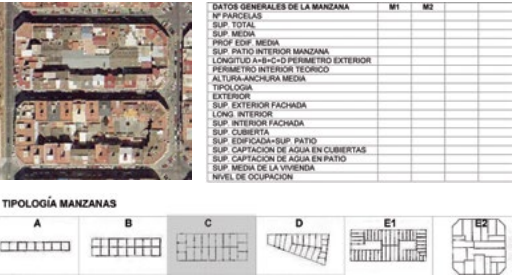 DATOS GENERALES DE LA MANZANA M1 M2
Nº PARCELAS
SUP. TOTAL
SUP. MEDIA
PROF EDIF. MEDIA
SUP. PATIO INTERIOR MANZANA
LONGITUD A+B+C+D PERIMETRO EXTERIOR
PERIMETRO INTERIOR TEORICO
ALTURA-ANCHURA MEDIA
TIPOLOGIA
EXTERIOR
SUP. EXTERIOR FACHADA
LONG. INTERIOR
SUP. INTERIOR FACHADA
SUP. CUBIERTA
SUP. EDIFICADA+SUP. PATIO
SUP. CAPTACION DE AGUA EN CUBIERTAS
SUP. CAPTACION DE AGUA EN PATIO
SUP. MEDIA DE LA VIVIENDA
NIVEL DE OCUPACION
TIPOLOGÍA MANZANAS
A B C D E1 E2